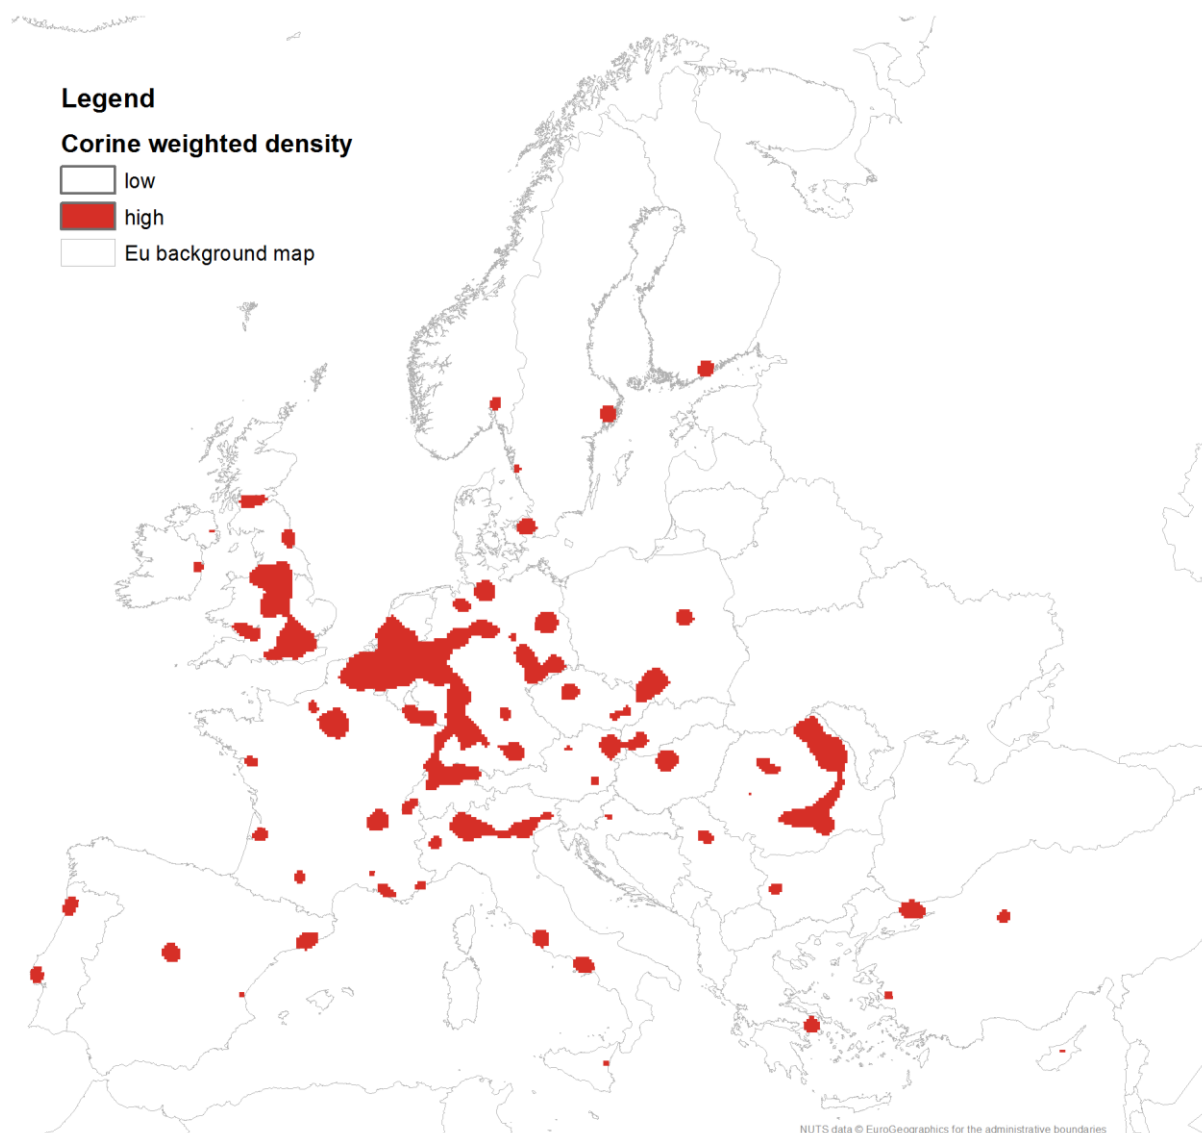 Legend
Corine weighted density
low
high
Eu background map
NUTS data © EuroGeographics for the administrative boundaries